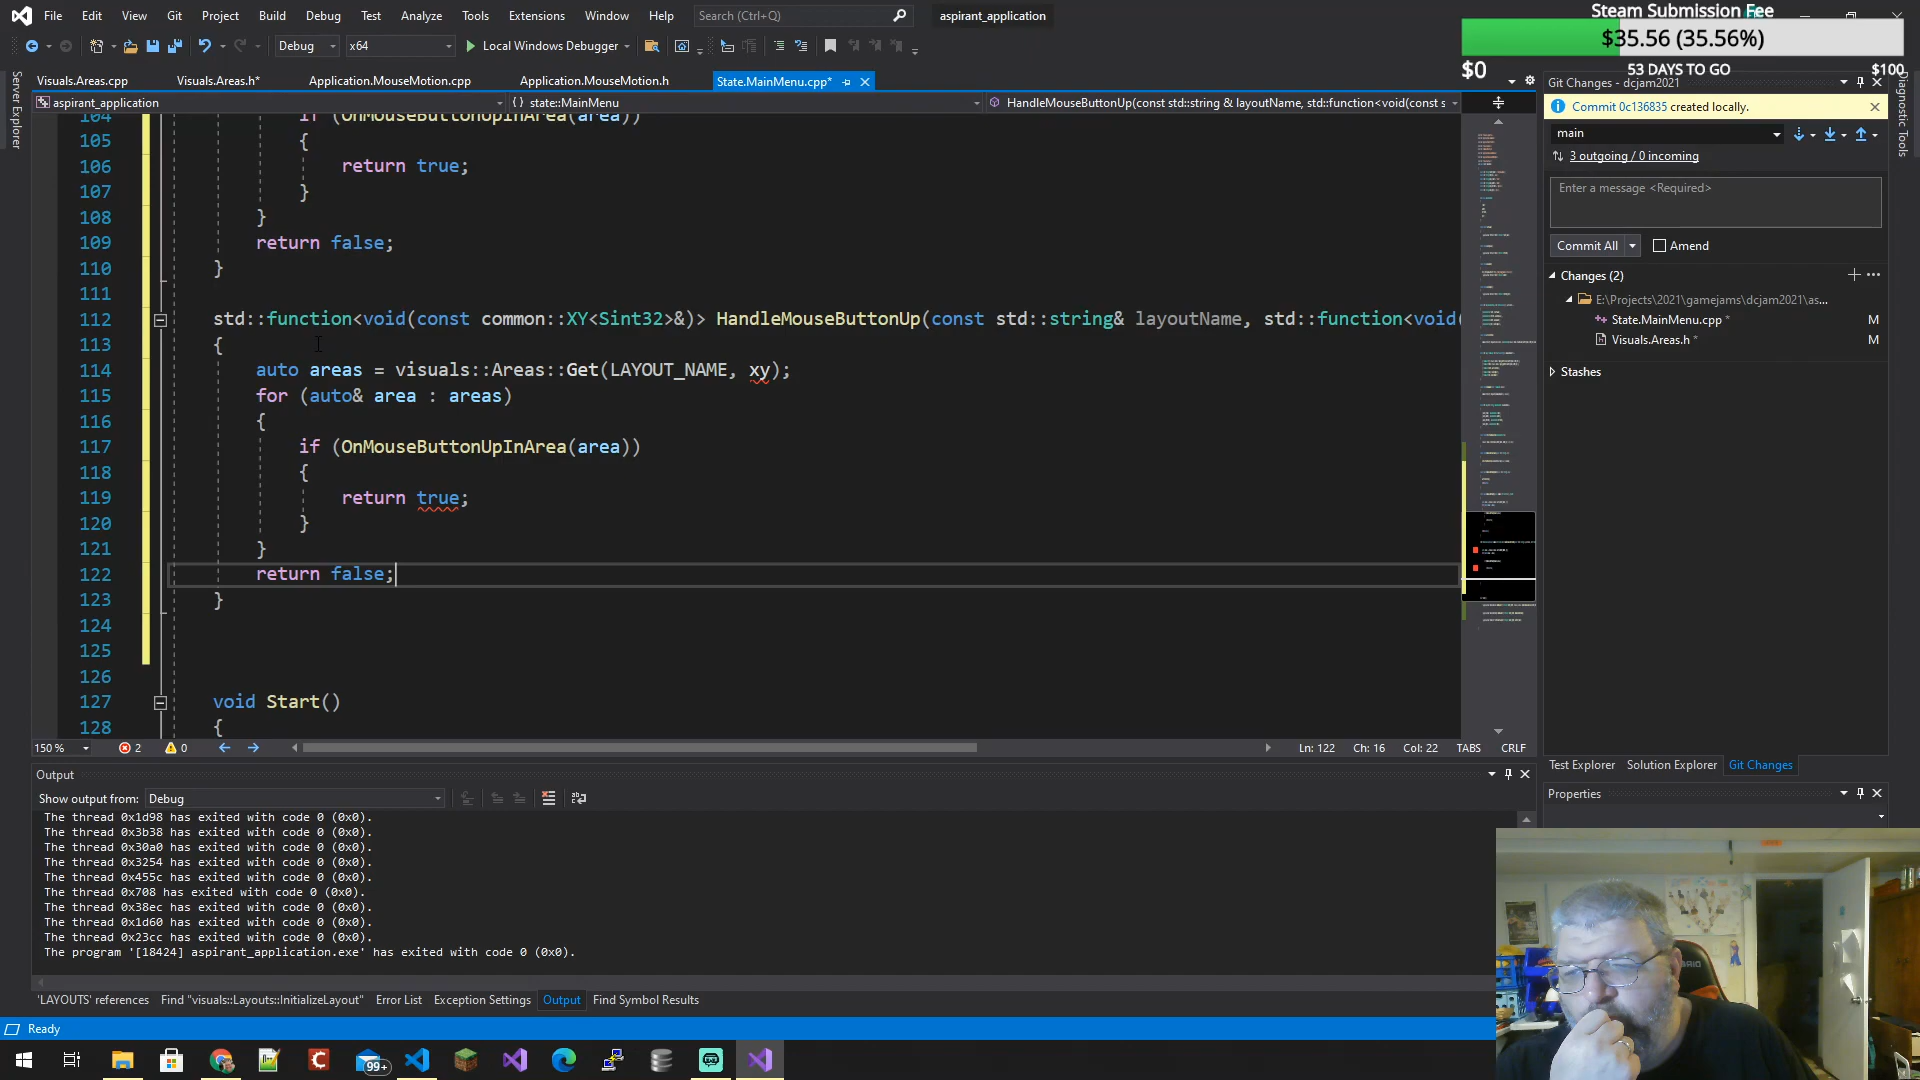 File Edit View Git Project Build Debug Test Analyze Tools Extensions Window Help Search (Ctrl+Q) aspirant_application
Steam Submission Fee
$35.56 (35.56%)
$0 53 DAYS TO GO $100
Debug x64 Local Windows Debugger
Server Explorer
Visuals.Areas.cpp Visuals.Areas.h* Application.MouseMotion.cpp Application.MouseMotion.h State.MainMenu.cpp*
aspirant_application {} state::MainMenu HandleMouseButtonUp(const std::string & layoutName, std::function<void(const s
104 if (OnMouseButtonUpInArea(area))
105 {
106 return true;
107 }
108 }
109 return false;
110 }
111
112 std::function<void(const common::XY<Sint32>&)> HandleMouseButtonUp(const std::string& layoutName, std::function<void(
113 {
114 auto areas = visuals::Areas::Get(LAYOUT_NAME, xy);
115 for (auto& area : areas)
116 {
117 if (OnMouseButtonUpInArea(area))
118 {
119 return true;
120 }
121 }
122 return false;
123 }
124
125
126
127 void Start()
128 {
150 % 2 0 Ln: 122 Ch: 16 Col: 22 TABS CRLF
Git Changes - dcjam2021
Commit 0c136835 created locally.
main
3 outgoing / 0 incoming
Enter a message <Required>
Commit All Amend
Changes (2)
E:\Projects\2021\gamejams\dcjam2021\as...
State.MainMenu.cpp * M
Visuals.Areas.h * M
Stashes
Diagnostic Tools
Test Explorer Solution Explorer Git Changes
Properties
Output
Show output from: Debug
The thread 0x1d98 has exited with code 0 (0x0).
The thread 0x3b38 has exited with code 0 (0x0).
The thread 0x30a0 has exited with code 0 (0x0).
The thread 0x3254 has exited with code 0 (0x0).
The thread 0x455c has exited with code 0 (0x0).
The thread 0x708 has exited with code 0 (0x0).
The thread 0x38ec has exited with code 0 (0x0).
The thread 0x1d60 has exited with code 0 (0x0).
The thread 0x23cc has exited with code 0 (0x0).
The program '[18424] aspirant_application.exe' has exited with code 0 (0x0).
'LAYOUTS' references Find "visuals::Layouts::InitializeLayout" Error List Exception Settings Output Find Symbol Results
Ready
99+